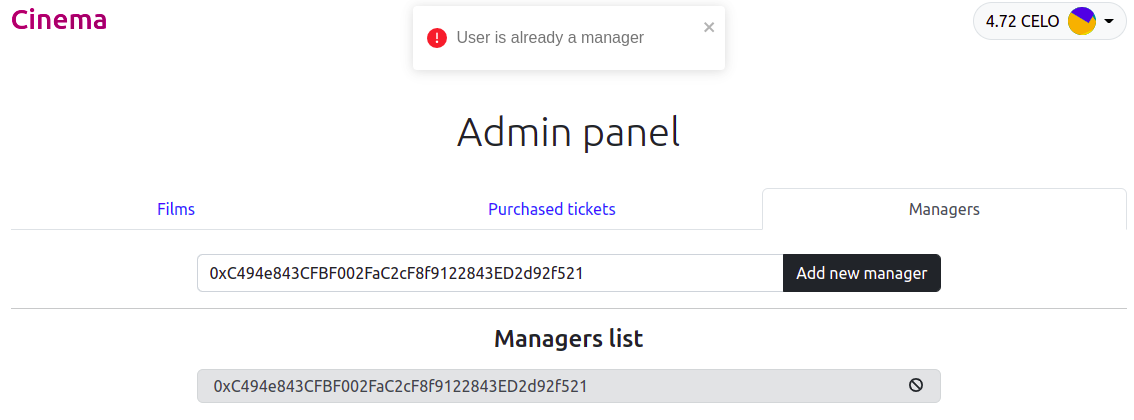 Cinema
User is already a manager
4.72 CELO
Admin panel
Films
Purchased tickets
Managers
0xC494e843CFBF002FaC2cF8f9122843ED2d92f521
Add new manager
Managers list
0xC494e843CFBF002FaC2cF8f9122843ED2d92f521